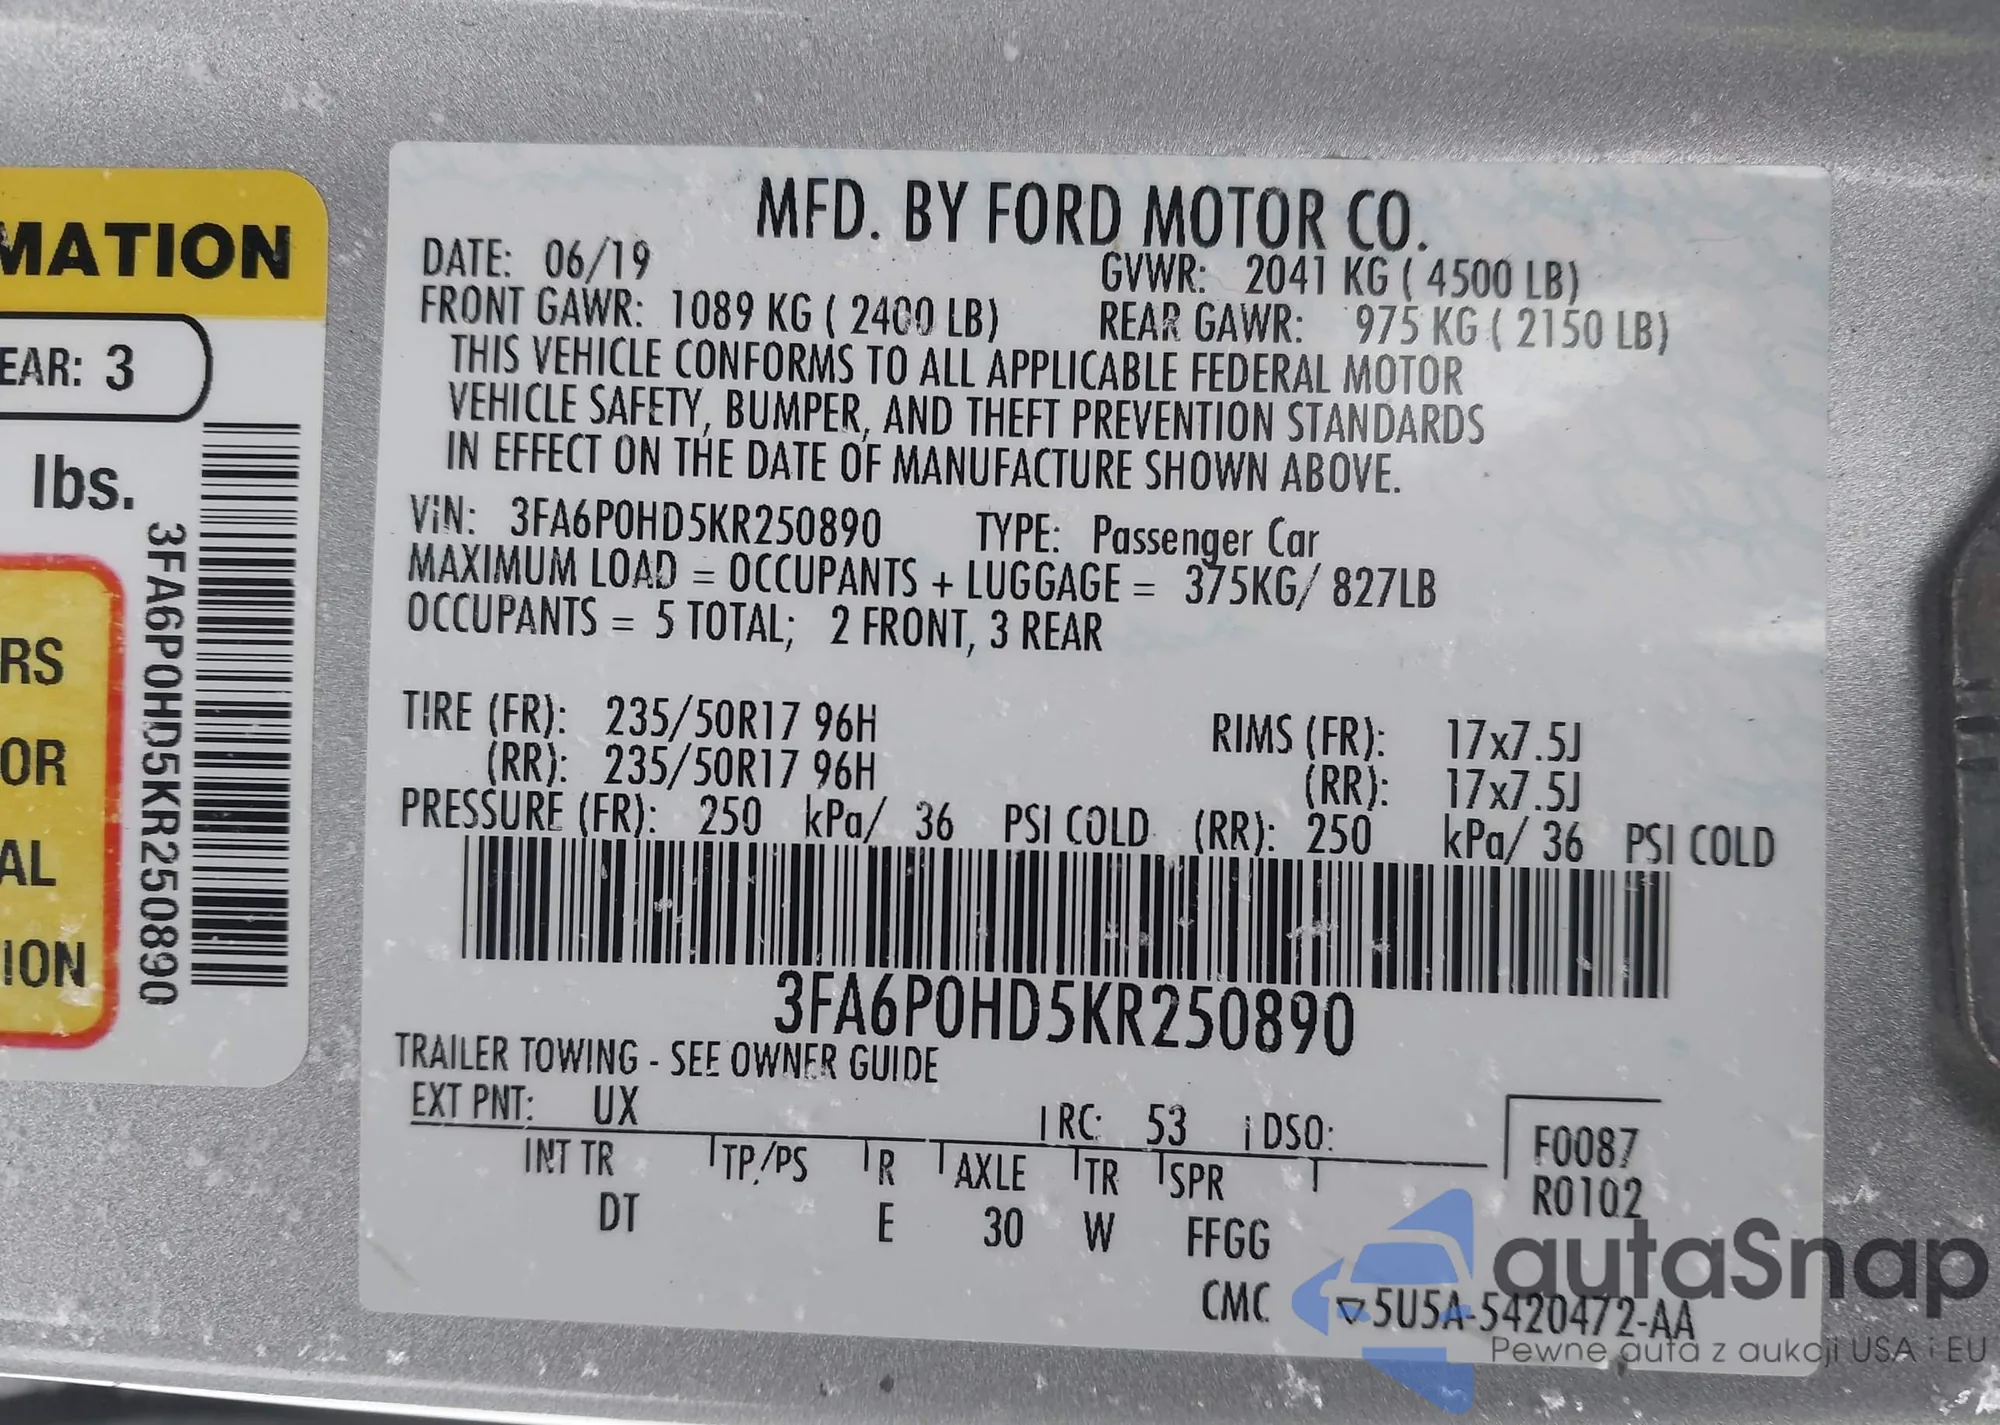 MATION
EAR: 3
lbs.
3FA6P0HD5KR250890
RS
OR
AL
ION
MFD. BY FORD MOTOR CO.
DATE: 06/19 GVWR: 2041 KG ( 4500 LB)
FRONT GAWR: 1089 KG ( 2400 LB) REAR GAWR: 975 KG ( 2150 LB)
THIS VEHICLE CONFORMS TO ALL APPLICABLE FEDERAL MOTOR
VEHICLE SAFETY, BUMPER, AND THEFT PREVENTION STANDARDS
IN EFFECT ON THE DATE OF MANUFACTURE SHOWN ABOVE.
VIN: 3FA6P0HD5KR250890 TYPE: Passenger Car
MAXIMUM LOAD = OCCUPANTS + LUGGAGE = 375KG/ 827LB
OCCUPANTS = 5 TOTAL; 2 FRONT, 3 REAR
TIRE (FR): 235/50R17 96H RIMS (FR): 17x7.5J
(RR): 235/50R17 96H (RR): 17x7.5J
PRESSURE (FR): 250 kPa/ 36 PSI COLD (RR): 250 kPa/ 36 PSI COLD
3FA6P0HD5KR250890
TRAILER TOWING - SEE OWNER GUIDE
EXT PNT: UX RC: 53 DSO:
INT TR TP/PS R AXLE TR SPR
DT E 30 W FFGG
F0087
R0102
CMC ▽5U5A-5420472-AA
autaSnap
Pewne auta z aukcji USA i EU